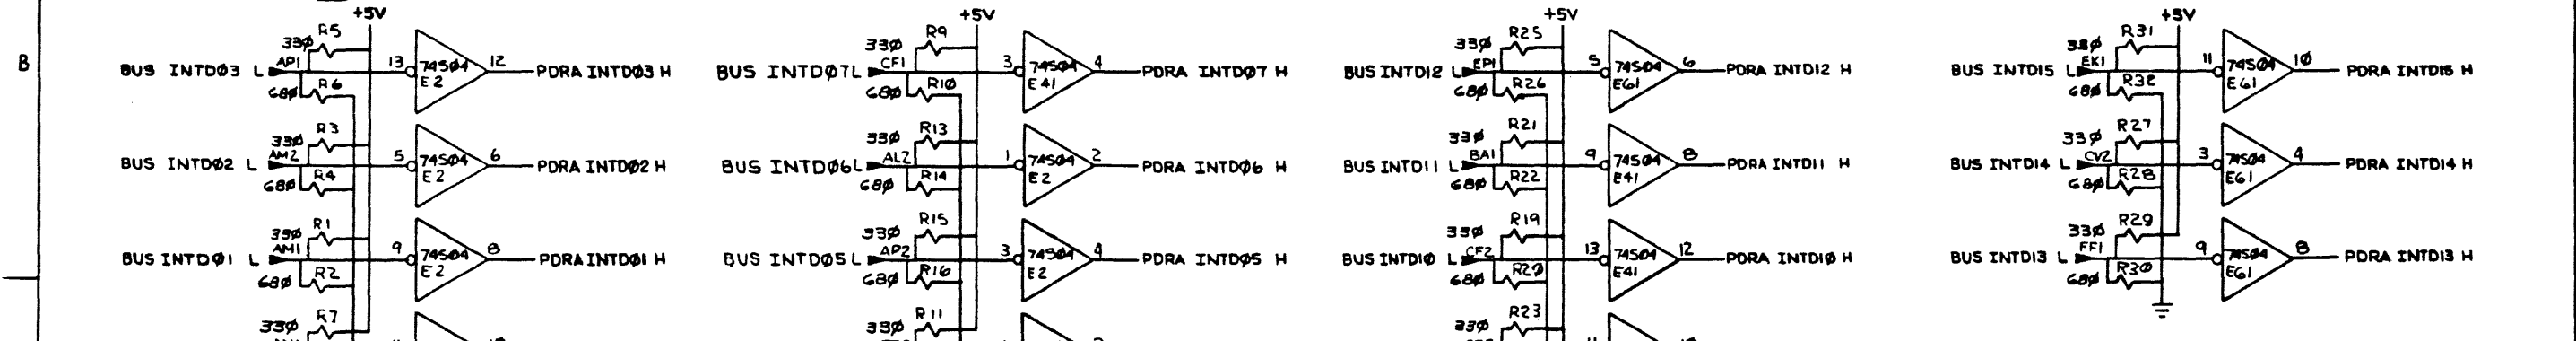 B
+5V
R5
33Ø
BUS INTDØ3 L AP1 13 74SØ4 E2 12 PDRA INTDØ3 H
68Ø R6
R3
33Ø
BUS INTDØ2 L AM2 5 74SØ4 E2 6 PDRA INTDØ2 H
68Ø R4
R1
33Ø
BUS INTDØ1 L AM1 9 74SØ4 E2 8 PDRA INTDØ1 H
68Ø R2
R7
33Ø
+5V
R9
33Ø
BUS INTDØ7 L CF1 3 74SØ4 E41 4 PDRA INTDØ7 H
68Ø R10
R13
33Ø
BUS INTDØ6 L AL2 1 74SØ4 E2 2 PDRA INTDØ6 H
68Ø R14
R15
33Ø
BUS INTDØ5 L AP2 3 74SØ4 E2 4 PDRA INTDØ5 H
68Ø R16
R11
33Ø
+5V
R25
33Ø
BUS INTD12 L EP1 5 74SØ4 E61 6 PDRA INTD12 H
68Ø R26
R21
33Ø
BUS INTD11 L BA1 9 74SØ4 E41 8 PDRA INTD11 H
68Ø R22
R19
33Ø
BUS INTD1Ø L CF2 13 74SØ4 E41 12 PDRA INTD1Ø H
68Ø R20
R23
33Ø
+5V
R31
33Ø
BUS INTD15 L EK1 11 74SØ4 E61 10 PDRA INTD15 H
68Ø R32
R27
33Ø
BUS INTD14 L CV2 3 74SØ4 E61 4 PDRA INTD14 H
68Ø R28
R29
33Ø
BUS INTD13 L FF1 9 74SØ4 E61 8 PDRA INTD13 H
68Ø R30